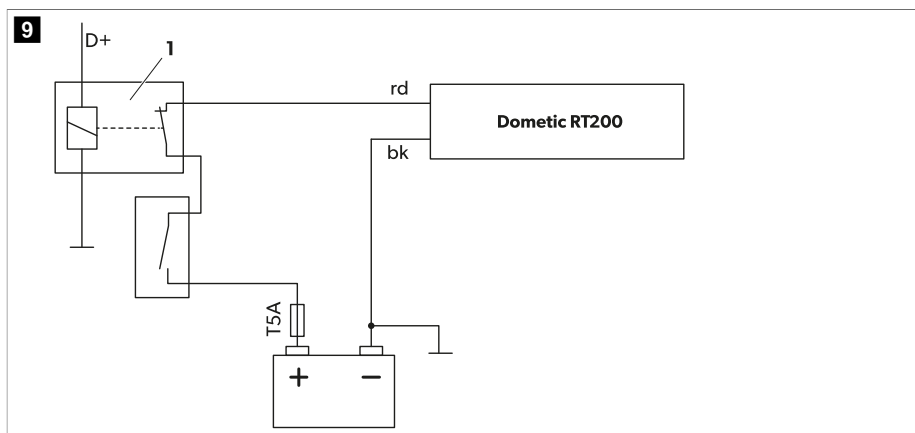 9
D+
1
rd
Dometic RT200
bk
T5A
+ −